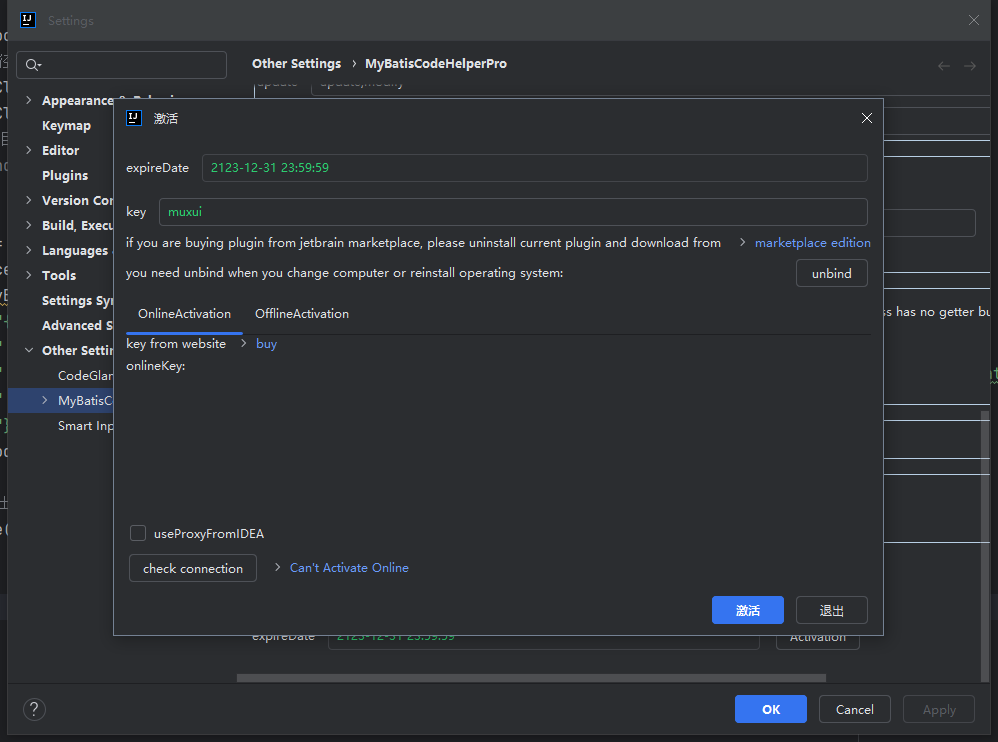 Settings
Other Settings › MyBatisCodeHelperPro
Appearance & Behavior
Keymap
Editor
Plugins
Version Con
Build, Execu
Languages
Tools
Settings Syn
Advanced S
Other Settin
CodeGlan
MyBatisCo
Smart Inp
激活
expireDate 2123-12-31 23:59:59
key muxui
if you are buying plugin from jetbrain marketplace, please uninstall current plugin and download from > marketplace edition
you need unbind when you change computer or reinstall operating system: unbind
OnlineActivation OfflineActivation
key from website > buy
onlineKey:
useProxyFromIDEA
check connection > Can't Activate Online
激活 退出
ss has no getter bu
expireDate 2123-12-31 23:59:59 Activation
? OK Cancel Apply